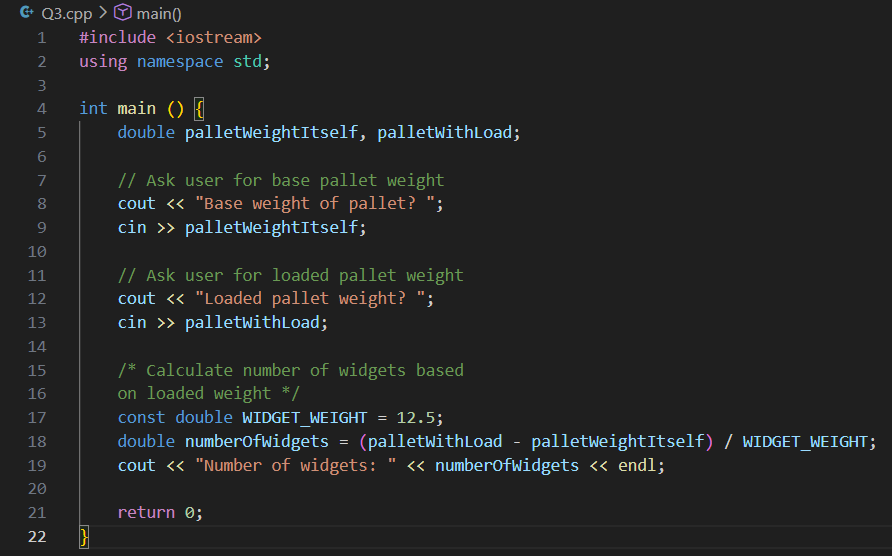 Q3.cpp > main()
1 #include <iostream>
2 using namespace std;
3
4 int main () {
5     double palletWeightItself, palletWithLoad;
6
7     // Ask user for base pallet weight
8     cout << "Base weight of pallet? ";
9     cin >> palletWeightItself;
10
11     // Ask user for loaded pallet weight
12     cout << "Loaded pallet weight? ";
13     cin >> palletWithLoad;
14
15     /* Calculate number of widgets based
16     on loaded weight */
17     const double WIDGET_WEIGHT = 12.5;
18     double numberOfWidgets = (palletWithLoad - palletWeightItself) / WIDGET_WEIGHT;
19     cout << "Number of widgets: " << numberOfWidgets << endl;
20
21     return 0;
22 }